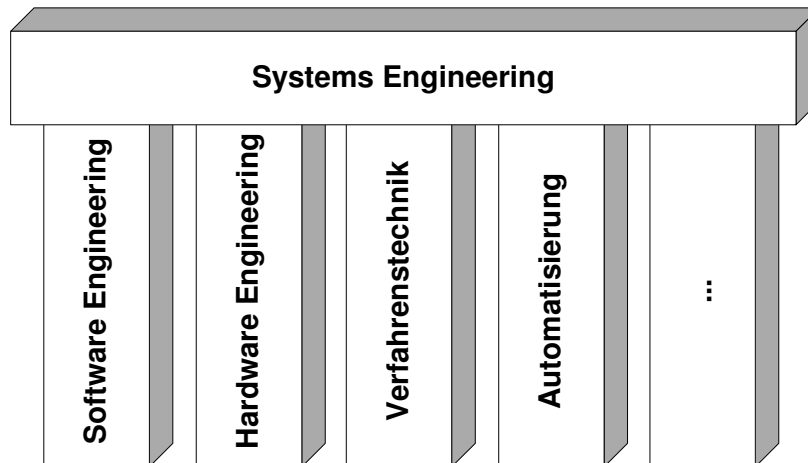 Systems Engineering
Software Engineering
Hardware Engineering
Verfahrenstechnik
Automatisierung
...